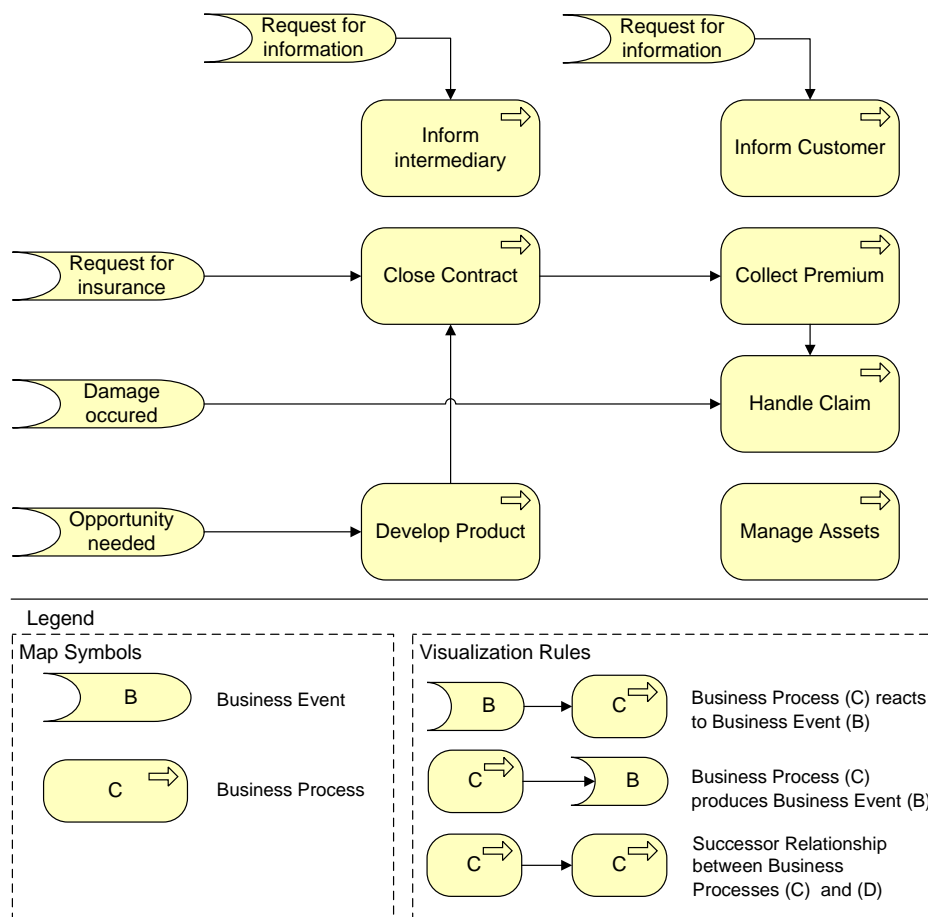 Request for
information
Request for
information
Inform
intermediary
Inform Customer
Request for
insurance
Close Contract
Collect Premium
Damage
occured
Handle Claim
Opportunity
needed
Develop Product
Manage Assets
Legend
Map Symbols
B
Business Event
C
Business Process
Visualization Rules
B
C
Business Process (C) reacts
to Business Event (B)
C
B
Business Process (C)
produces Business Event (B)
C
C
Successor Relationship
between Business
Processes (C) and (D)